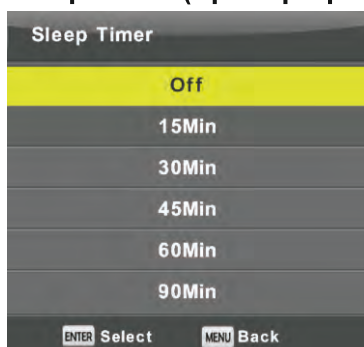 Sleep Timer
Off
15Min
30Min
45Min
60Min
90Min
ENTER Select MENU Back